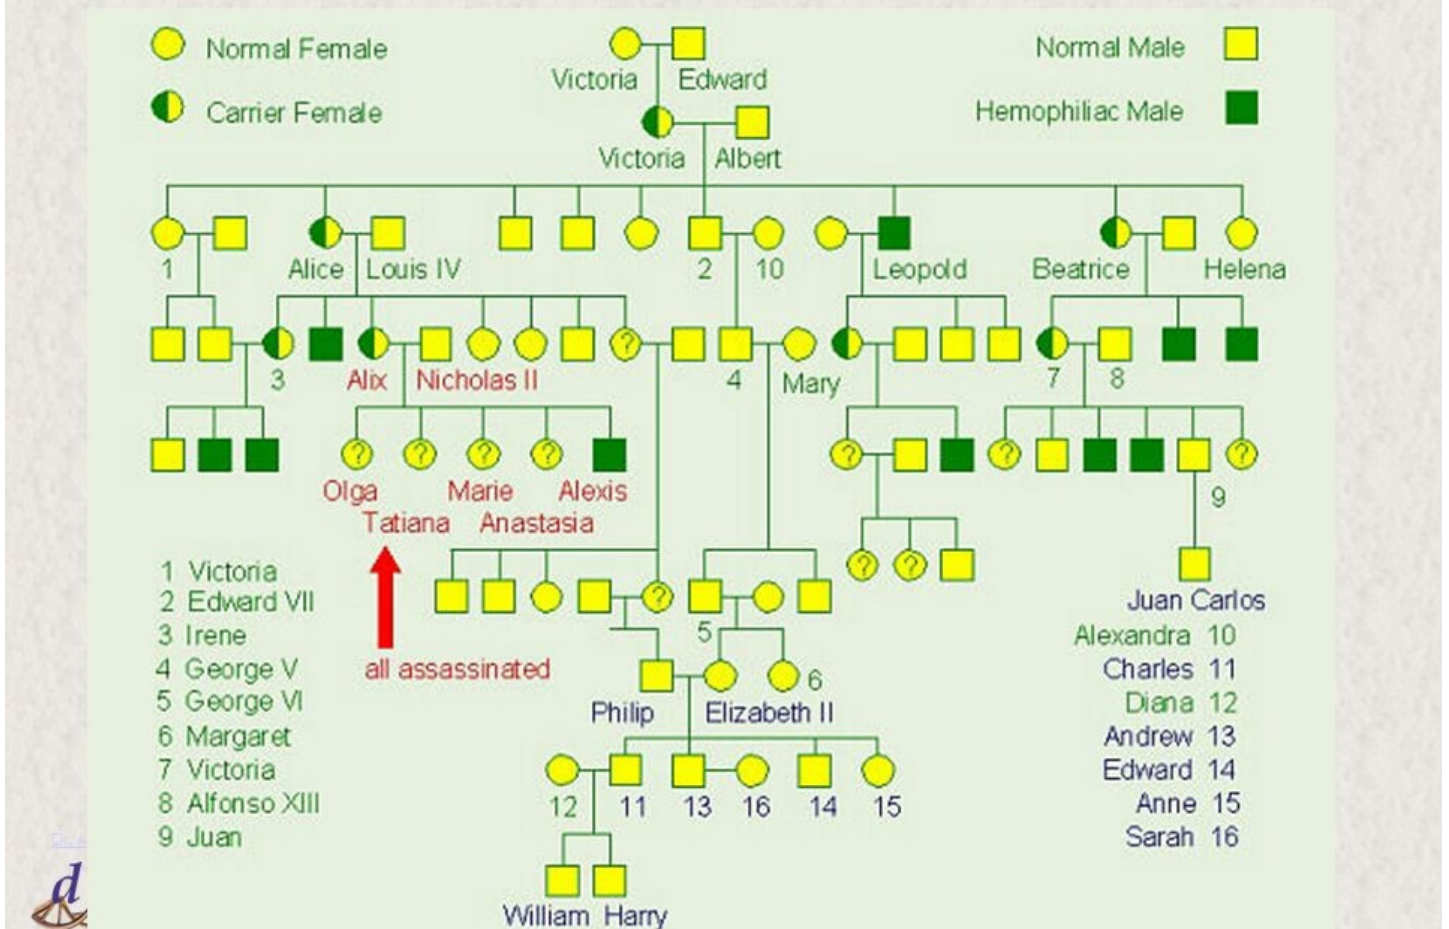 Normal Female
Normal Male
Victoria Edward
Carrier Female
Hemophiliac Male
Victoria Albert
1 Alice Louis IV 2 10 Leopold Beatrice Helena
? 
3 Alix Nicholas II 4 Mary 7 8
? ? ? ? ? ? ?
Olga Marie Alexis 9
Tatiana Anastasia
? ?
1 Victoria
?
2 Edward VII
Juan Carlos
3 Irene
5
Alexandra 10
4 George V
all assassinated
Charles 11
6
5 George VI
Philip Elizabeth II
Diana 12
6 Margaret
Andrew 13
7 Victoria
Edward 14
8 Alfonso XIII
12 11 13 16 14 15
Anne 15
9 Juan
Sarah 16
d
William Harry